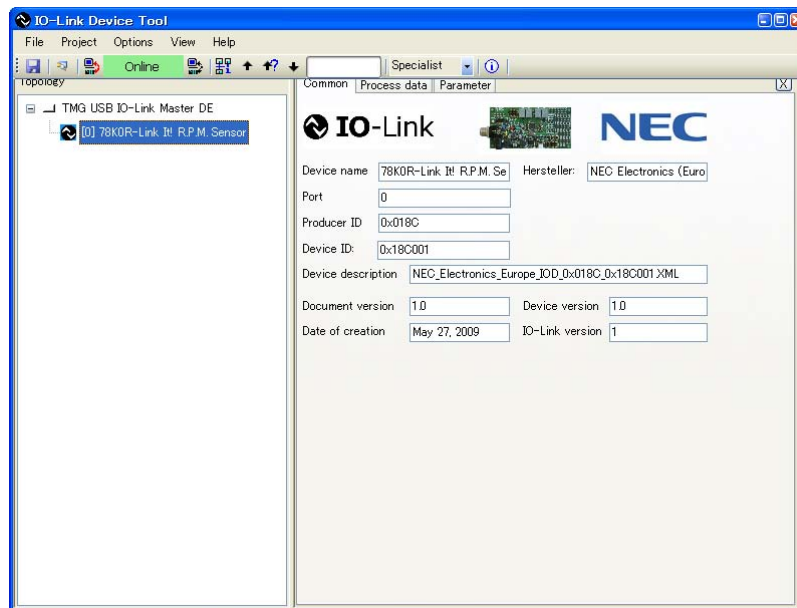 IO-Link Device Tool
File Project Options View Help
Online Specialist
Topology
Common Process data Parameter
TMG USB IO-Link Master DE
[0] 78K0R-Link It! R.P.M. Sensor
IO-Link NEC
Device name 78K0R-Link It! R.P.M. Se Hersteller: NEC Electronics (Euro
Port 0
Producer ID 0x018C
Device ID: 0x18C001
Device description NEC_Electronics_Europe_IOD_0x018C_0x18C001.XML
Document version 1.0 Device version 1.0
Date of creation May 27, 2009 IO-Link version 1